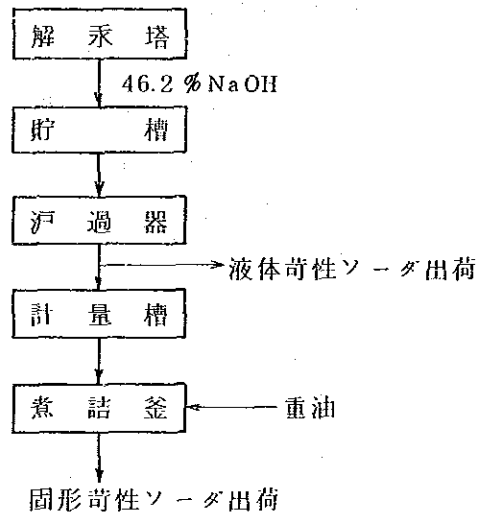 解汞塔
46.2%NaOH
貯槽
沪過器
液体苛性ソーダ出荷
計量槽
煮詰釜
重油
固形苛性ソーダ出荷